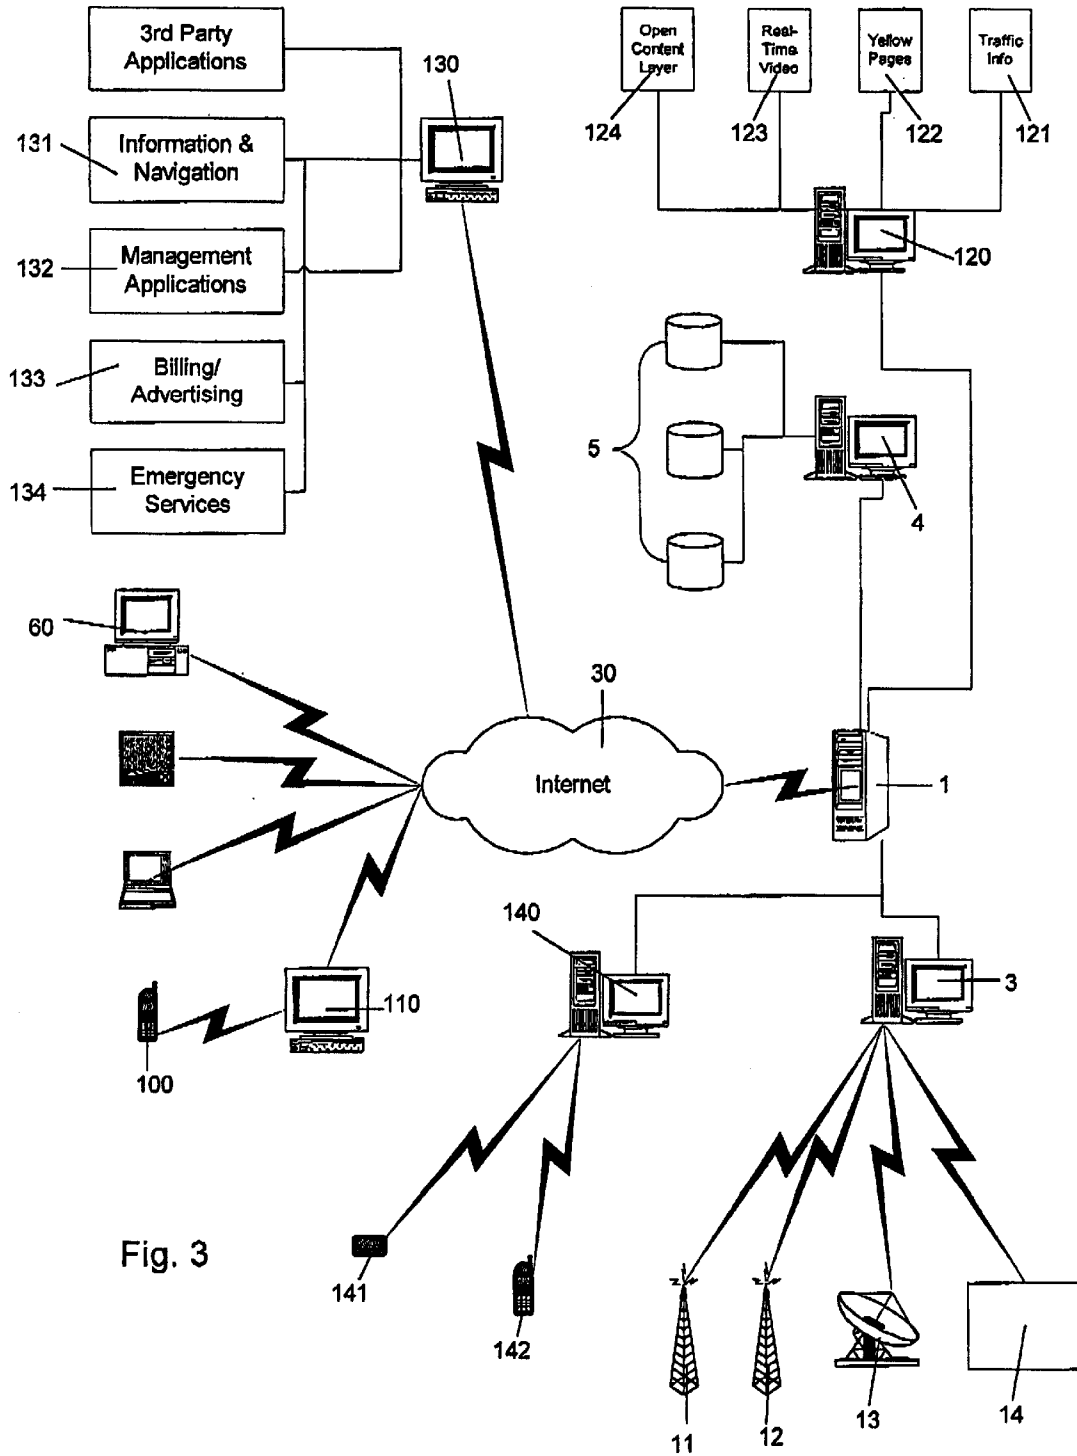 3rd Party
Applications
130
Open
Content
Layer
Real-
Time
Video
Yellow
Pages
Traffic
Info
124
123
122
121
131
Information &
Navigation
132
Management
Applications
120
133
Billing/
Advertising
5
4
134
Emergency
Services
60
30
Internet
1
140
3
110
100
Fig. 3
141
142
11
12
13
14